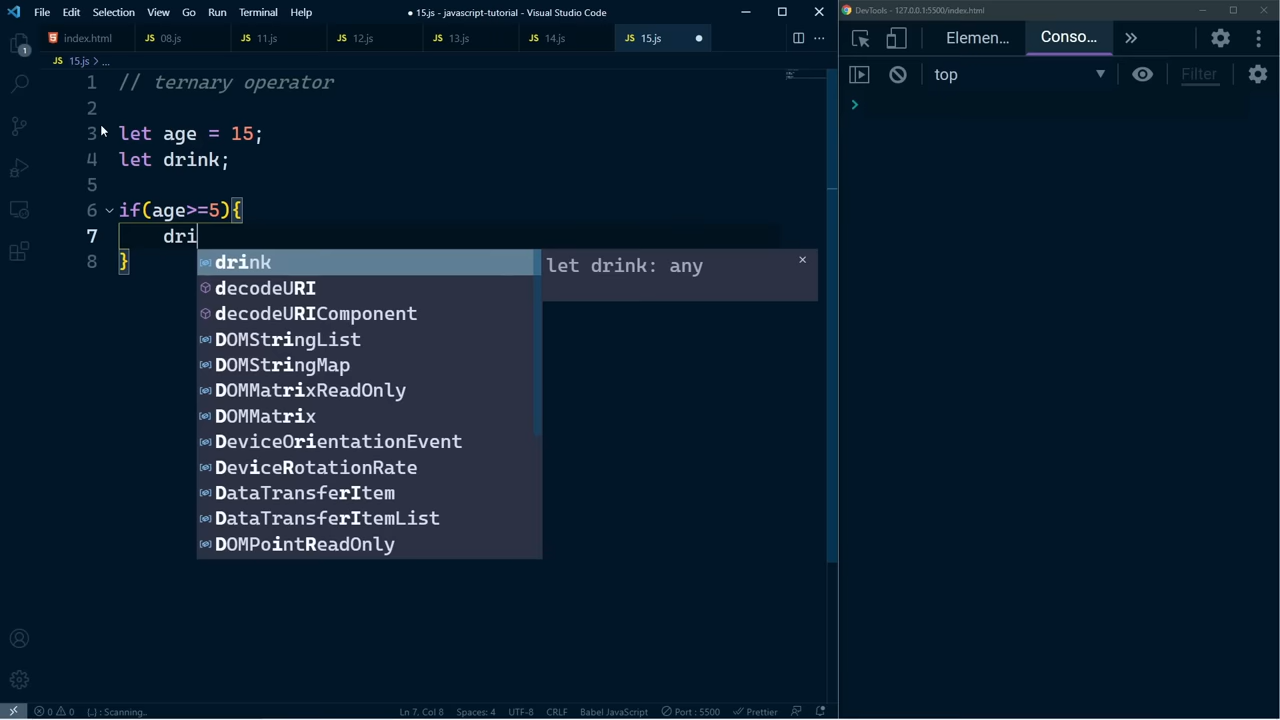 File Edit Selection View Go Run Terminal Help ● 15.js - javascript-tutorial - Visual Studio Code
DevTools - 127.0.0.1:5500/index.html
index.html JS 08.js JS 11.js JS 12.js JS 13.js JS 14.js JS 15.js
Elemen... Conso...
JS 15.js > ...
top Filter
1 // ternary operator
2
3 let age = 15;
4 let drink;
5
6 if(age>=5){
7 dri
8 }
drink
let drink: any
decodeURI
decodeURIComponent
DOMStringList
DOMStringMap
DOMMatrixReadOnly
DOMMatrix
DeviceOrientationEvent
DeviceRotationRate
DataTransferItem
DataTransferItemList
DOMPointReadOnly
1
0 0 {..} : Scanning.. Ln 7, Col 8 Spaces: 4 UTF-8 CRLF Babel JavaScript Port : 5500 Prettier